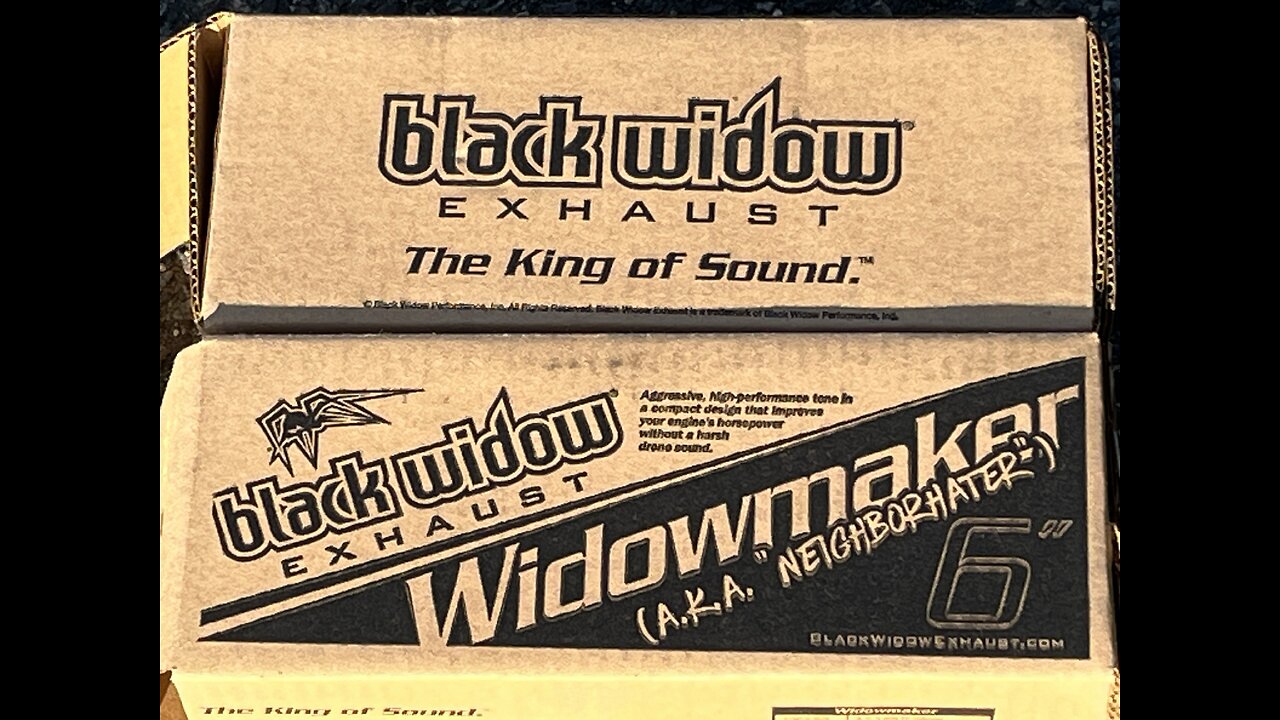 black widow®
EXHAUST
The King of Sound.™
© Black Widow Performance, Inc. All Rights Reserved. Black Widow Exhaust is a trademark of Black Widow Performance, Inc.
black widow®
EXHAUST
Aggressive, high-performance tone in
a compact design that improves
your engine's horsepower
without a harsh
drone sound.
Widowmaker
(A.K.A. "NEIGHBORHATER")
6"
BLACKWIDOWEXHAUST.COM
The King of Sound.™
Widowmaker